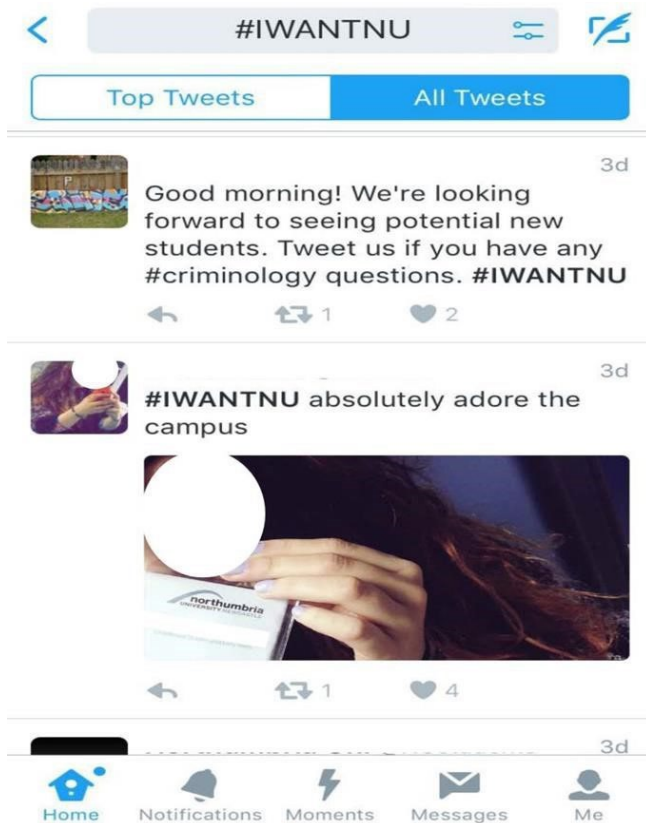 #IWANTNU
Top Tweets
All Tweets
3d
Good morning! We're looking
forward to seeing potential new
students. Tweet us if you have any
#criminology questions. #IWANTNU
1
2
3d
#IWANTNU absolutely adore the
campus
northumbria
UNIVERSITY NEWCASTLE
1
4
3d
Home
Notifications
Moments
Messages
Me